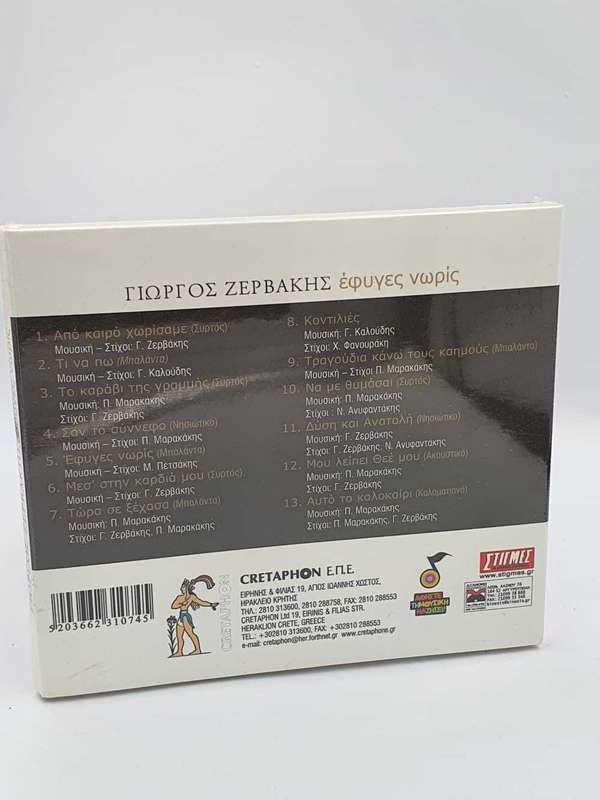 ΓΙΩΡΓΟΣ ΖΕΡΒΑΚΗΣ έφυγες νωρίς
1. Από καιρό χωρίσαμε (Συρτός)
Μουσική – Στίχοι: Γ. Ζερβάκης
2. Τι να πω (Μπαλάντα)
Μουσική – Στίχοι: Γ. Καλούδης
3. Το καράβι της γραμμής (Συρτός)
Μουσική: Π. Μαρακάκης
Στίχοι: Γ. Ζερβάκης
4. Σαν το σύννεφο (Νησιώτικο)
Μουσική – Στίχοι: Π. Μαρακάκης
5. Έφυγες νωρίς (Μπαλάντα)
Μουσική – Στίχοι: Μ. Πετσάκης
6. Μεσ' στην καρδιά μου (Συρτός)
Μουσική – Στίχοι: Γ. Ζερβάκης
7. Τώρα σε ξέχασα (Μπαλάντα)
Μουσική: Π. Μαρακάκης
Στίχοι: Γ. Ζερβάκης, Π. Μαρακάκης
8. Κοντιλιές
Μουσική: Γ. Καλούδης
Στίχοι: Χ. Φανουράκη
9. Τραγούδια κάνω τους καημούς (Μπαλάντα)
Μουσική – Στίχοι: Π. Μαρακάκης
10. Να με θυμάσαι (Συρτός)
Μουσική: Π. Μαρακάκης
Στίχοι : Ν. Ανυφαντάκης
11. Δύση και Ανατολή (Νησιώτικο)
Μουσική: Γ. Ζερβάκης
Στίχοι: Γ. Ζερβάκης, Ν. Ανυφαντάκης
12. Μου λείπει Θεέ μου (Ακουστικό)
Μουσική: Π. Μαρακάκης
Στίχοι: Γ. Ζερβάκης
13. Αυτό το καλοκαίρι (Καλαματιανό)
Μουσική: Π. Μαρακάκης
Στίχοι: Π. Μαρακάκης, Γ. Ζερβάκης
5203662310745
CRETAPHON
CRETAPHON Ε.Π.Ε.
ΕΙΡΗΝΗΣ & ΦΙΛΙΑΣ 19, ΑΓΙΟΣ ΙΩΑΝΝΗΣ ΧΩΣΤΟΣ,
ΗΡΑΚΛΕΙΟ ΚΡΗΤΗΣ
ΤΗΛ: 2810 313600, 2810 288758, FAX: 2810 288553
CRETAPHON Ltd 19, EIRINIS & FILIAS STR.
HERAKLION CRETE, GREECE
TEL.: +302810 313600, FAX: +302810 288553
e-mail: cretaphon@her.forthnet.gr www.cretaphone.gr
ΑΦΗΣΤΕ
ΤΗ ΜΟΥΣΙΚΗ
ΝΑ ΖΗΣΕΙ
ΣΤΙΓΜΕΣ
www.stigmes.gr